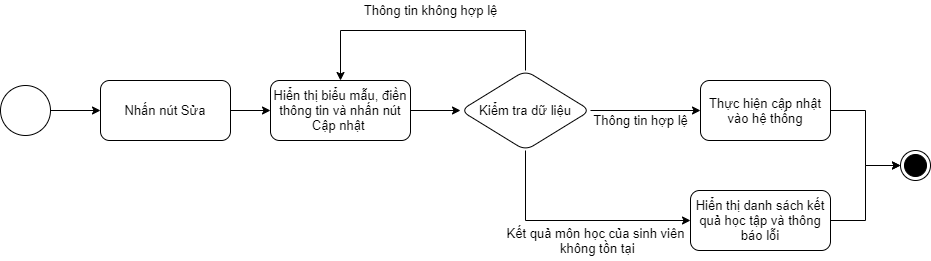 Thông tin không hợp lệ
Nhấn nút Sửa
Hiển thị biểu mẫu, điền
thông tin và nhấn nút
Cập nhật
Kiểm tra dữ liệu
Thông tin hợp lệ
Thực hiện cập nhật
vào hệ thống
Kết quả môn học của sinh viên
không tồn tại
Hiển thị danh sách kết
quả học tập và thông
báo lỗi